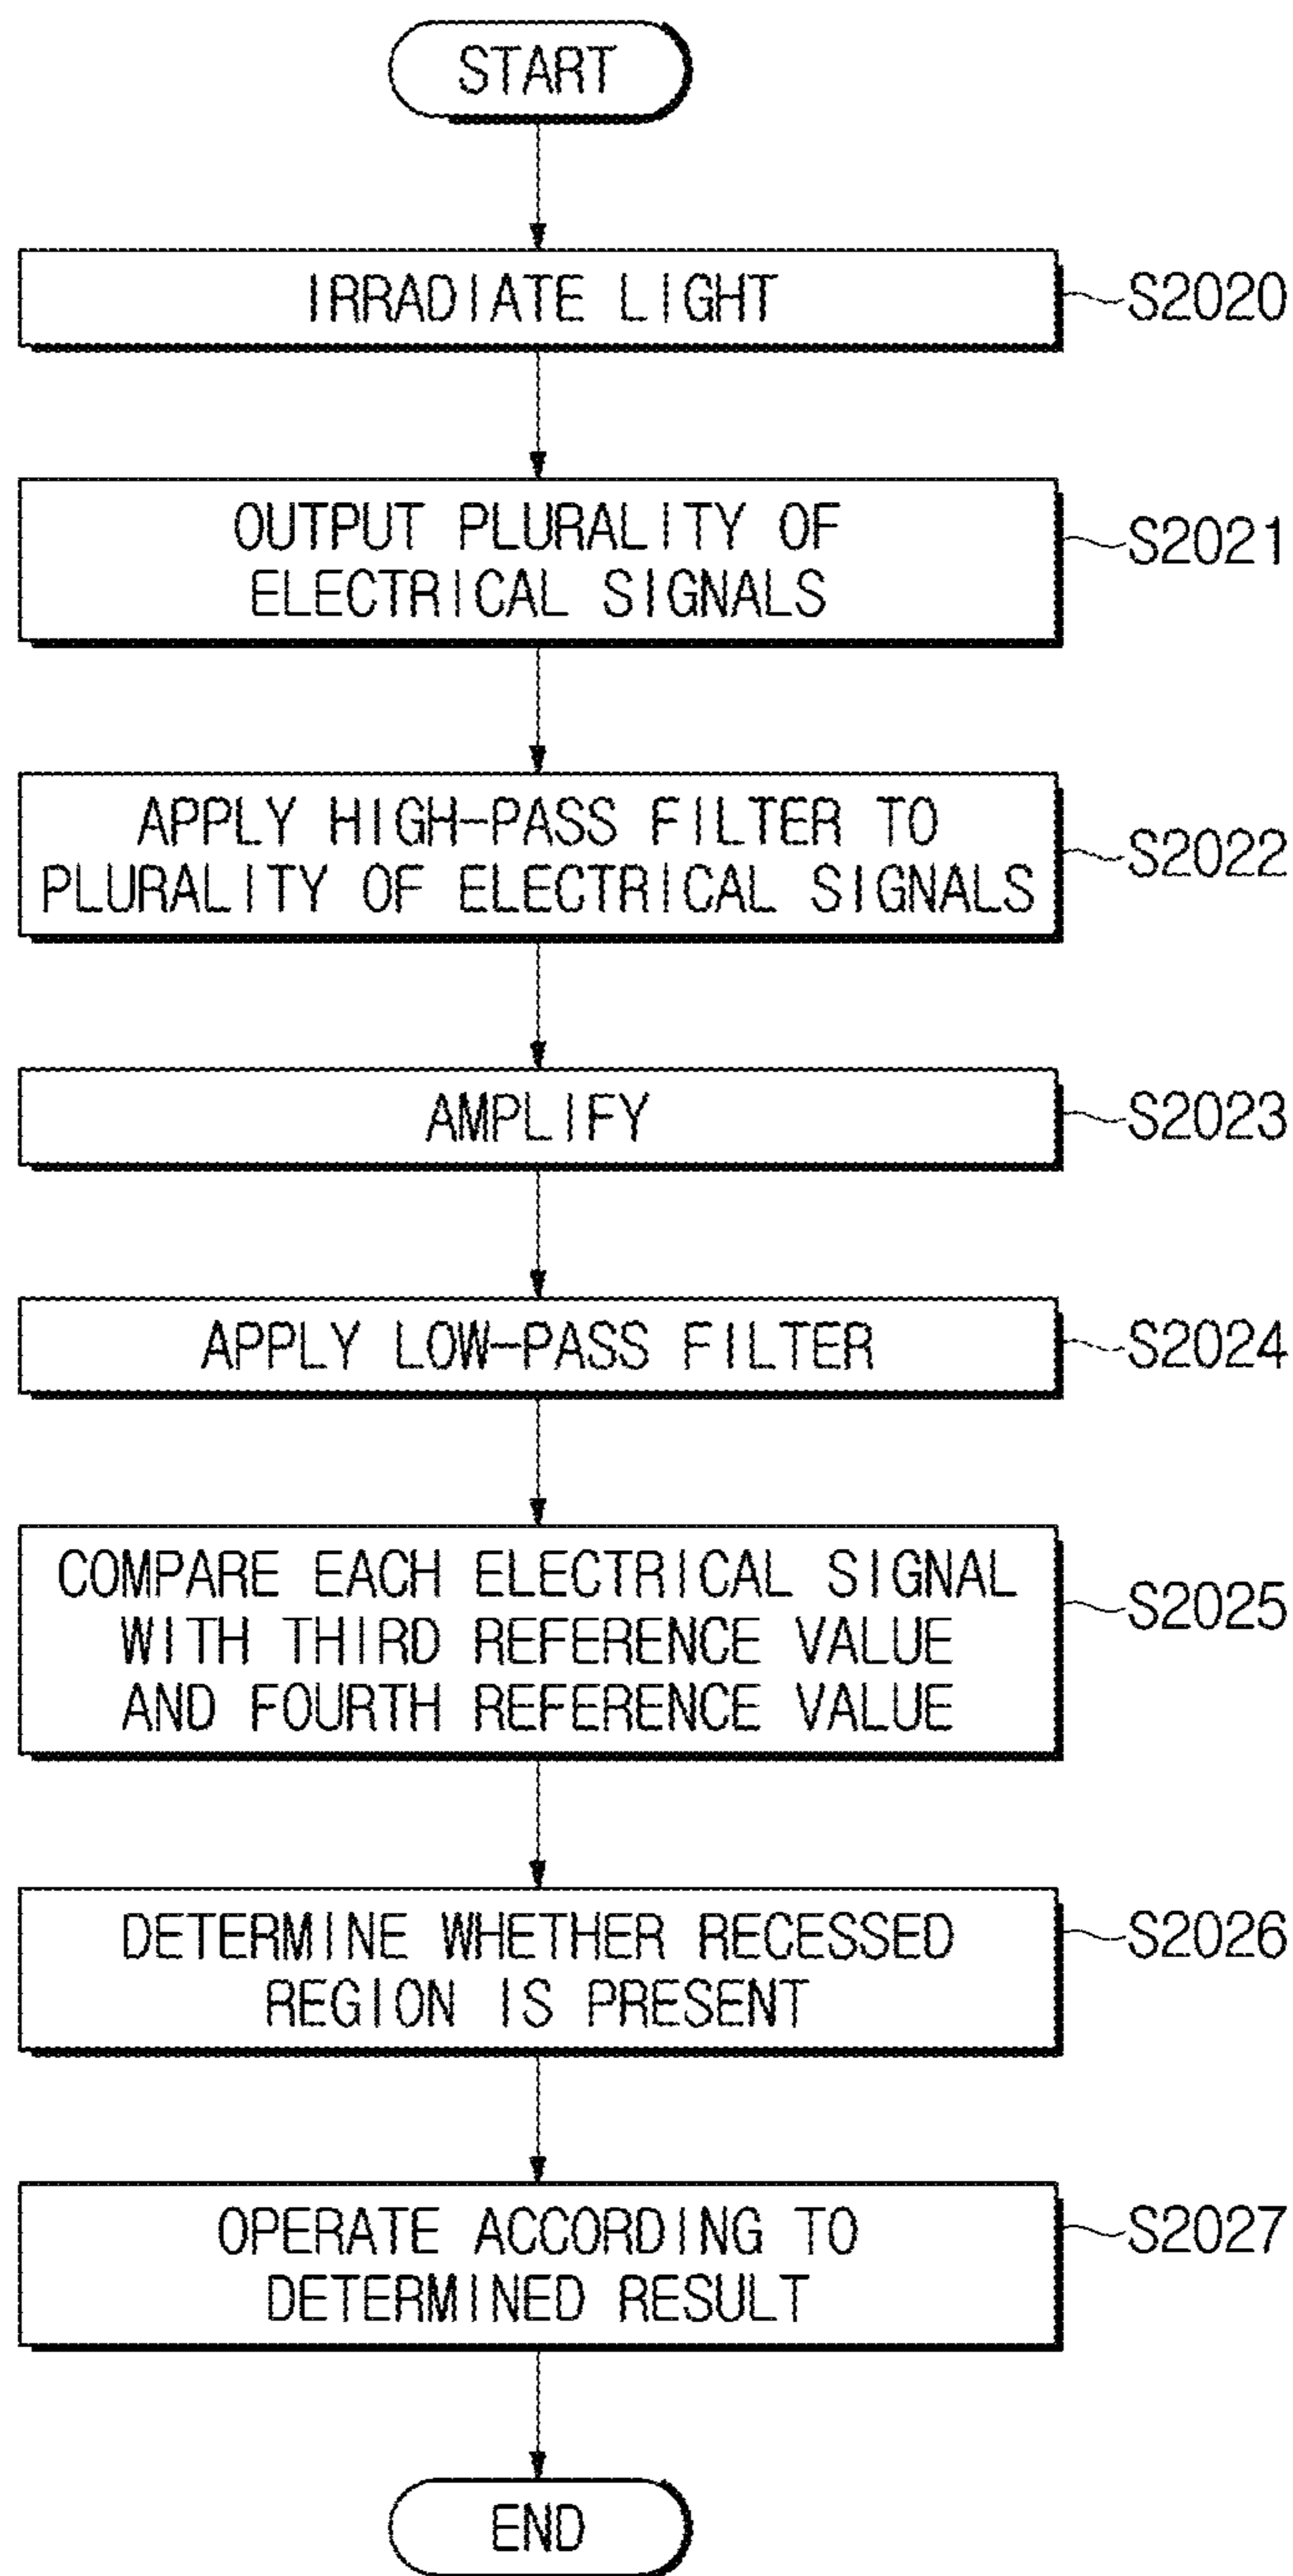 START
IRRADIATE LIGHT
S2020
OUTPUT PLURALITY OF
ELECTRICAL SIGNALS
S2021
APPLY HIGH-PASS FILTER TO
PLURALITY OF ELECTRICAL SIGNALS
S2022
AMPLIFY
S2023
APPLY LOW-PASS FILTER
S2024
COMPARE EACH ELECTRICAL SIGNAL
WITH THIRD REFERENCE VALUE
AND FOURTH REFERENCE VALUE
S2025
DETERMINE WHETHER RECESSED
REGION IS PRESENT
S2026
OPERATE ACCORDING TO
DETERMINED RESULT
S2027
END